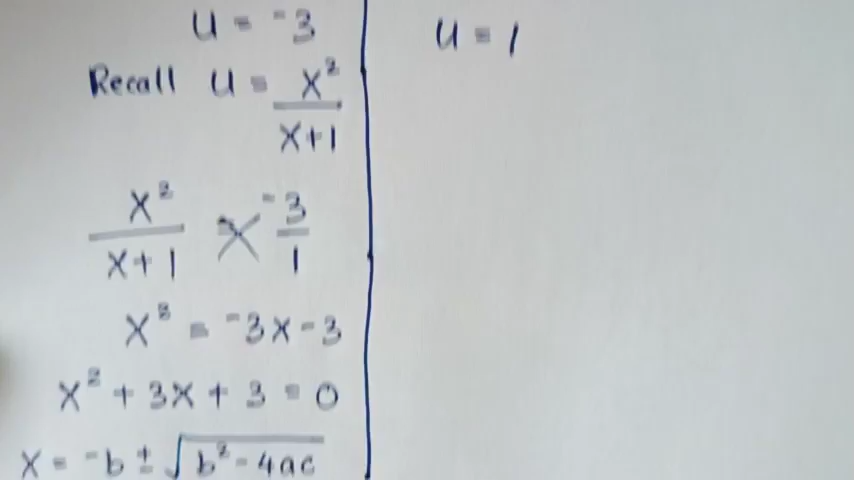 U = -3
Recall U = x²/x+1
x²/x+1 ✕ -3/1
x² = -3x - 3
x² + 3x + 3 = 0
x = -b ± √b² - 4ac
U = 1